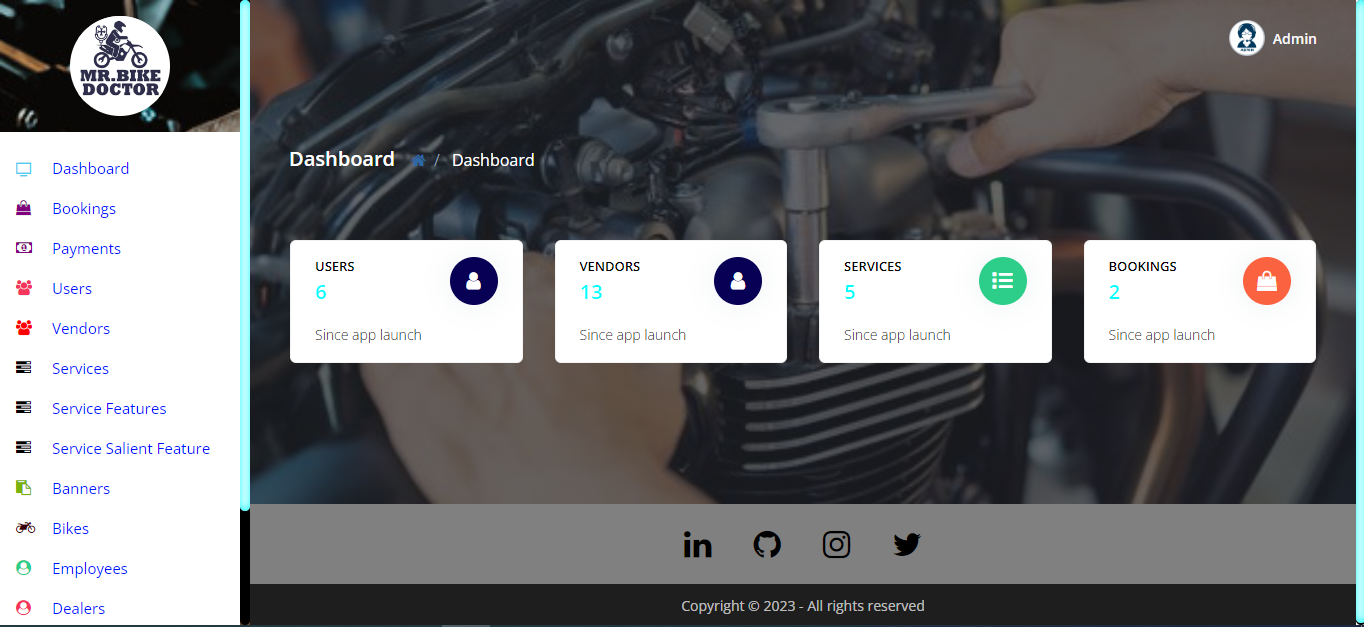 MR.BIKE
DOCTOR
Admin
Dashboard
Bookings
Payments
Users
Vendors
Services
Service Features
Service Salient Feature
Banners
Bikes
Employees
Dealers
Dashboard / Dashboard
USERS
6
Since app launch
VENDORS
13
Since app launch
SERVICES
5
Since app launch
BOOKINGS
2
Since app launch
in
Copyright © 2023 - All rights reserved